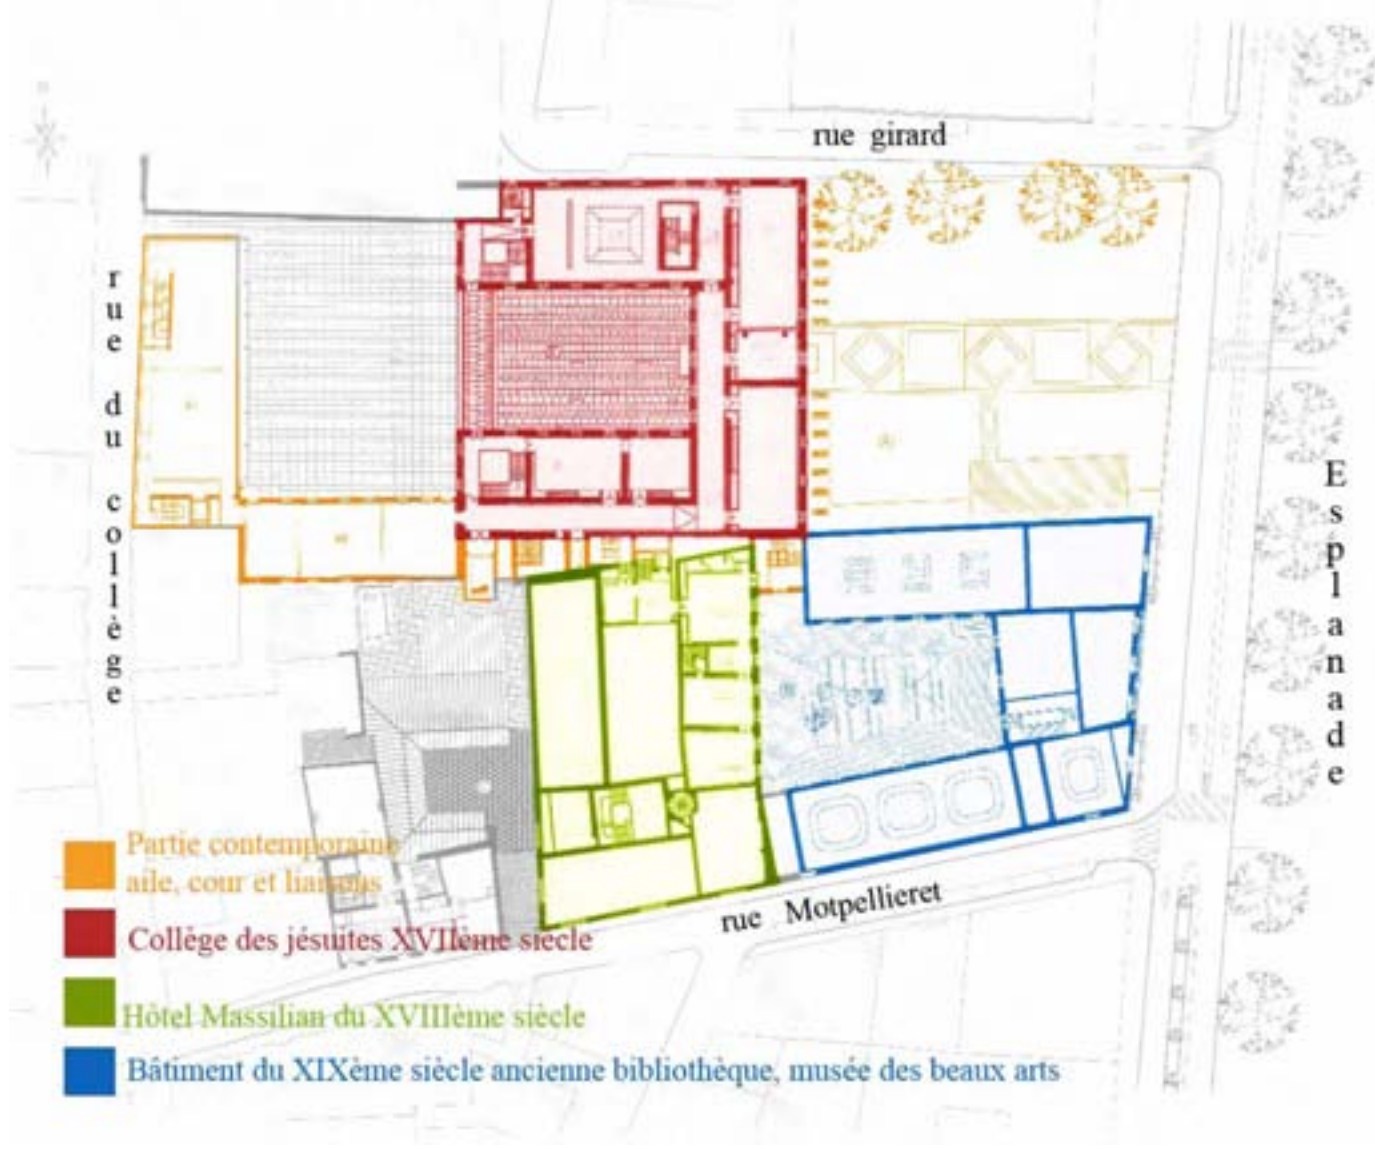 rue girard
rue du collège
Esplanade
rue Motpellieret
Partie contemporaine
aile, cour et liaisons
Collège des jésuites XVIIème siècle
Hôtel Massilian du XVIIIème siècle
Bâtiment du XIXème siècle ancienne bibliothèque, musée des beaux arts